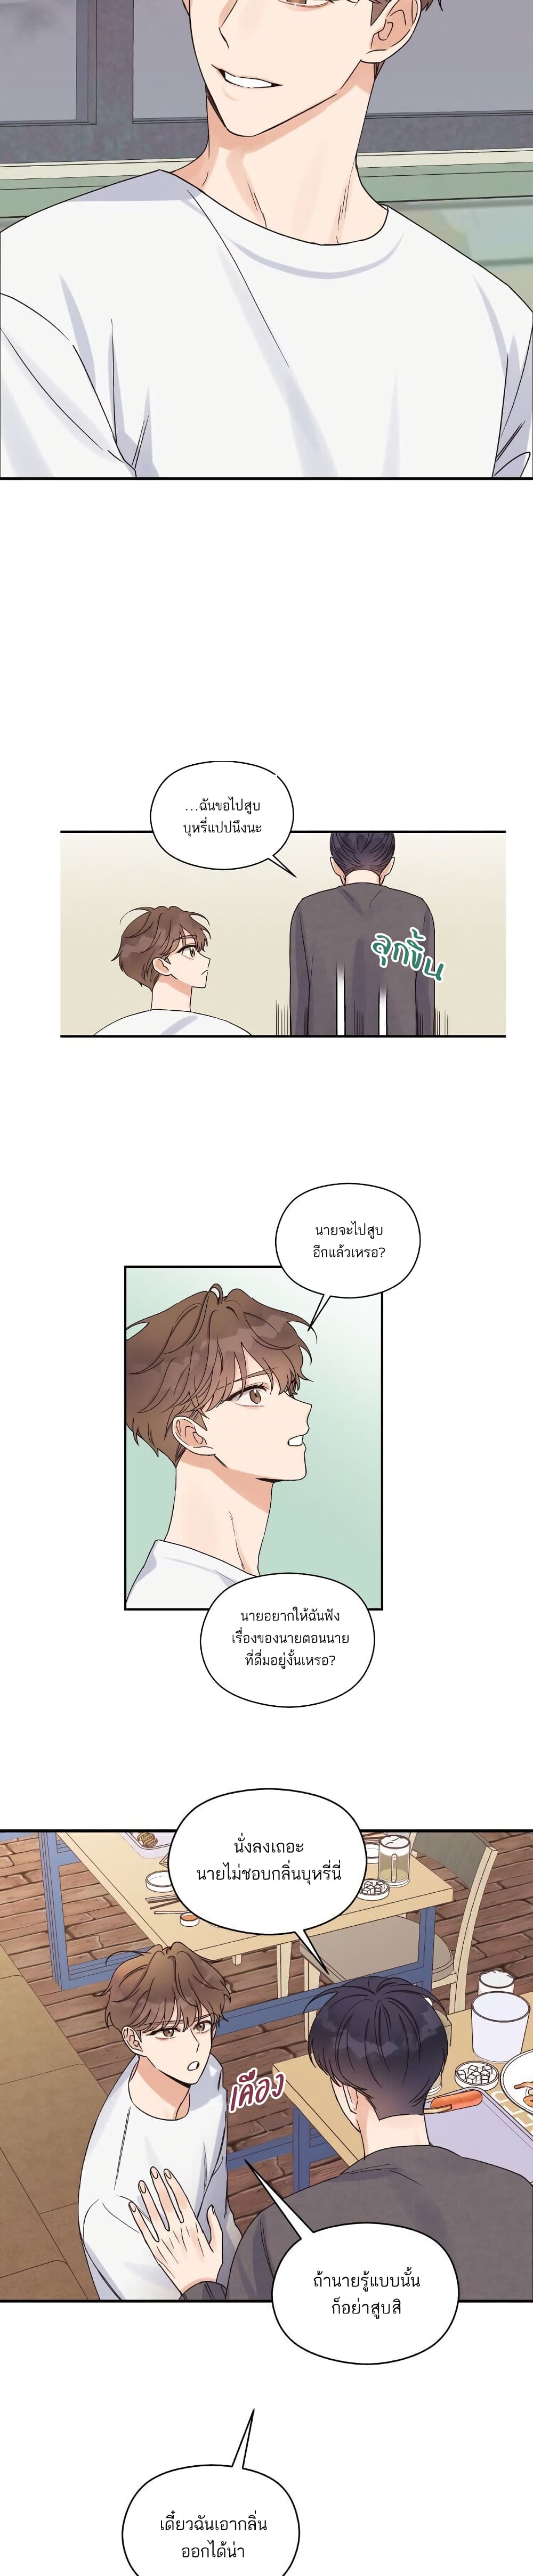 ...ฉันขอไปสูบ
บุหรี่แปปนึงนะ
ลุกขึ้น
นายจะไปสูบ
อีกแล้วเหรอ?
นายอยากให้ฉันฟัง
เรื่องของนายตอนนาย
ที่ดื่มอยู่งั้นเหรอ?
นั่งลงเถอะ
นายไม่ชอบกลิ่นบุหรี่นี่
เคือง
ถ้านายรู้แบบนั้น
ก็อย่าสูบสิ
เดี๋ยวฉันเอากลิ่น
ออกได้น่า